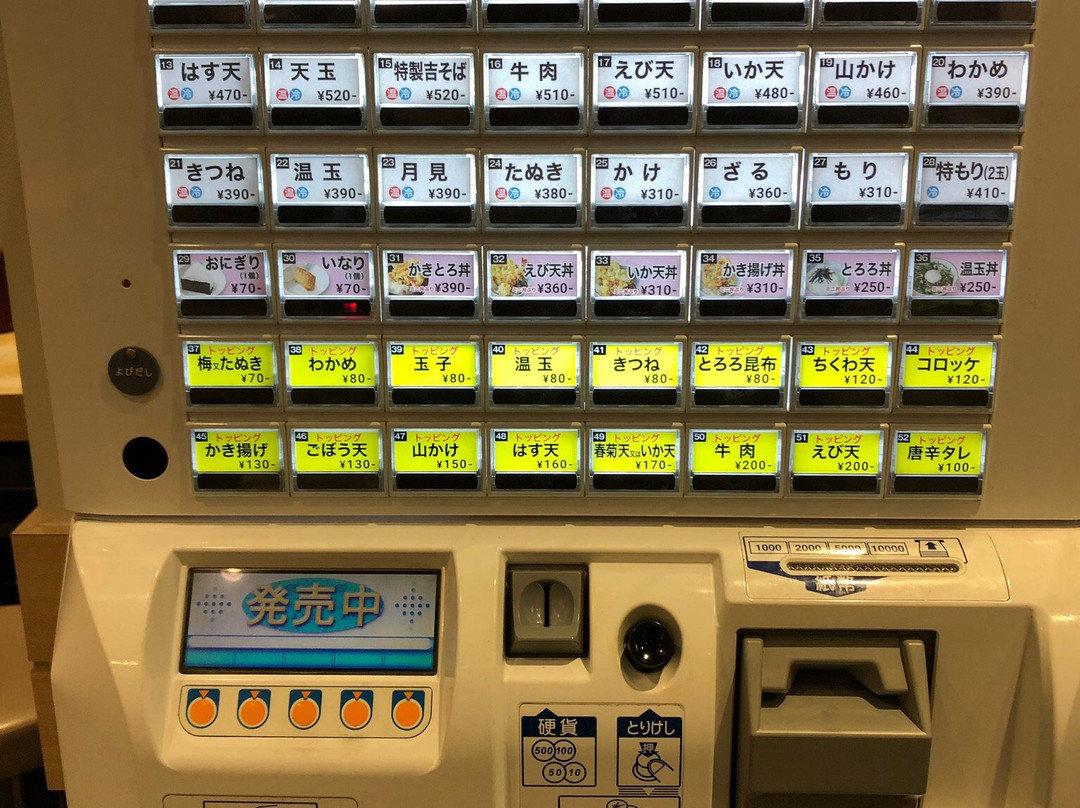 13 はす天
温 冷 ¥470-
14 天玉
温 冷 ¥520-
15 特製吉そば
温 冷 ¥520-
16 牛肉
温 冷 ¥510-
17 えび天
温 冷 ¥510-
18 いか天
温 冷 ¥480-
19 山かけ
温 冷 ¥460-
20 わかめ
温 冷 ¥390-
21 きつね
温 冷 ¥390-
22 温玉
温 冷 ¥390-
23 月見
温 冷 ¥390-
24 たぬき
温 冷 ¥380-
25 かけ
温 冷 ¥310-
26 ざる
冷 ¥360-
27 もり
冷 ¥310-
28 特もり(2玉)
冷 ¥410-
29 おにぎり
(1個)
¥70-
30 いなり
(1個)
¥70-
31 かきとろ丼
¥390-
32 えび天丼
¥360-
33 いか天丼
¥310-
34 かき揚げ丼
¥310-
35 とろろ丼
¥250-
36 温玉丼
¥250-
37 トッピング
梅又たぬき
¥70-
38 トッピング
わかめ
¥80-
39 トッピング
玉子
¥80-
40 トッピング
温玉
¥80-
41 トッピング
きつね
¥80-
42 トッピング
とろろ昆布
¥80-
43 トッピング
ちくわ天
¥120-
44 トッピング
コロッケ
¥120-
よびだし
45 トッピング
かき揚げ
¥130-
46 トッピング
ごぼう天
¥130-
47 トッピング
山かけ
¥150-
48 トッピング
はす天
¥160-
49 トッピング
春菊天又はいか天
¥170-
50 トッピング
牛肉
¥200-
51 トッピング
えび天
¥200-
52 トッピング
唐辛タレ
¥100-
1000 2000 5000 10000
紙幣
発売中
硬貨
500 100
50 10
とりけし
押